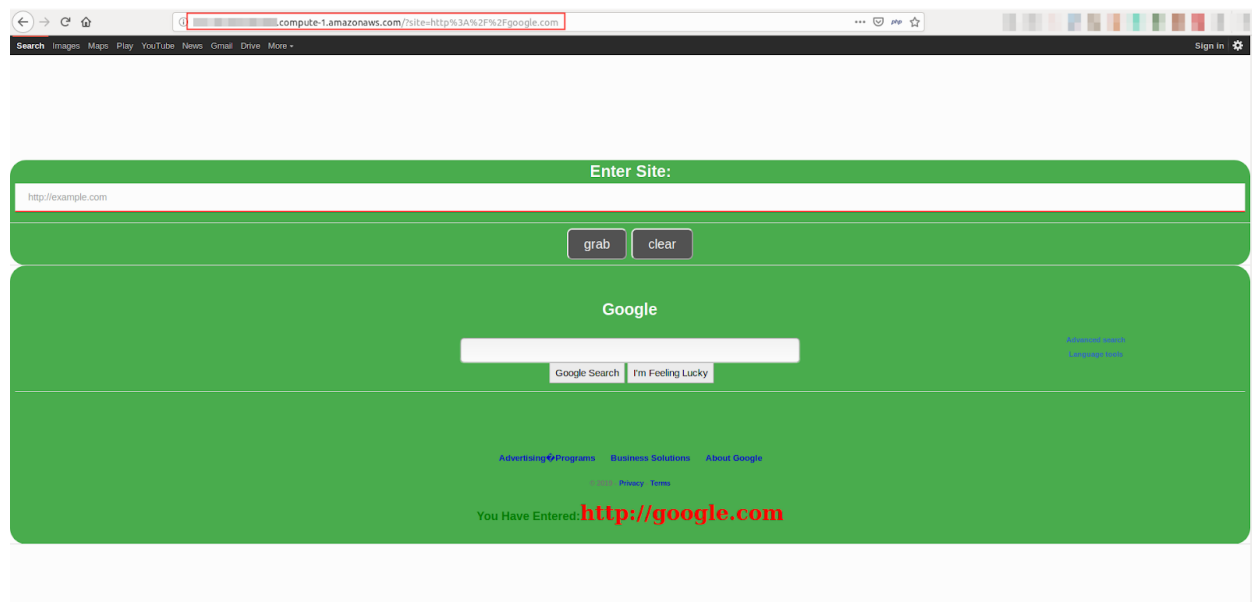 .compute-1.amazonaws.com/?site=http%3A%2F%2Fgoogle.com
php
Search Images Maps Play YouTube News Gmail Drive More
Sign in
Enter Site:
http://example.com
grab clear
Google
Advanced search
Language tools
Google Search I'm Feeling Lucky
Advertising�Programs Business Solutions About Google
Privacy - Terms
You Have Entered:http://google.com